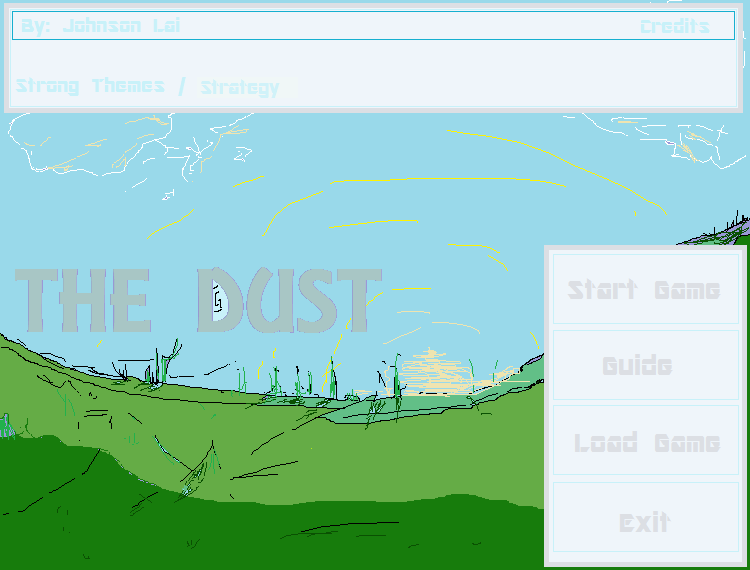 By: Johnson Lai Credits
Strong Themes / Strategy
THE DUST
Start Game
Guide
Load Game
Exit